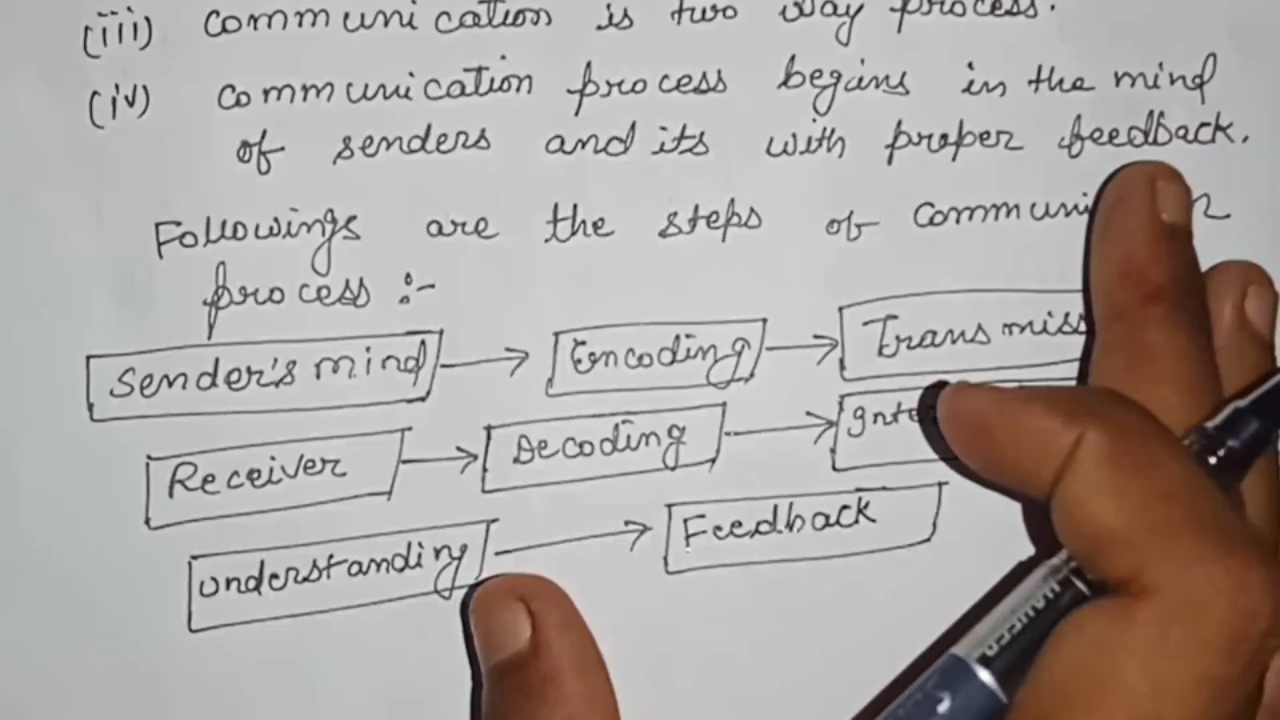 (iii) communication is two way process.
(iv) communication process begins in the mind
of senders and its with proper feedback.
Followings are the steps of
process :-
Sender's mind → Encoding →
Receiver → Decoding →
understanding → Feedback